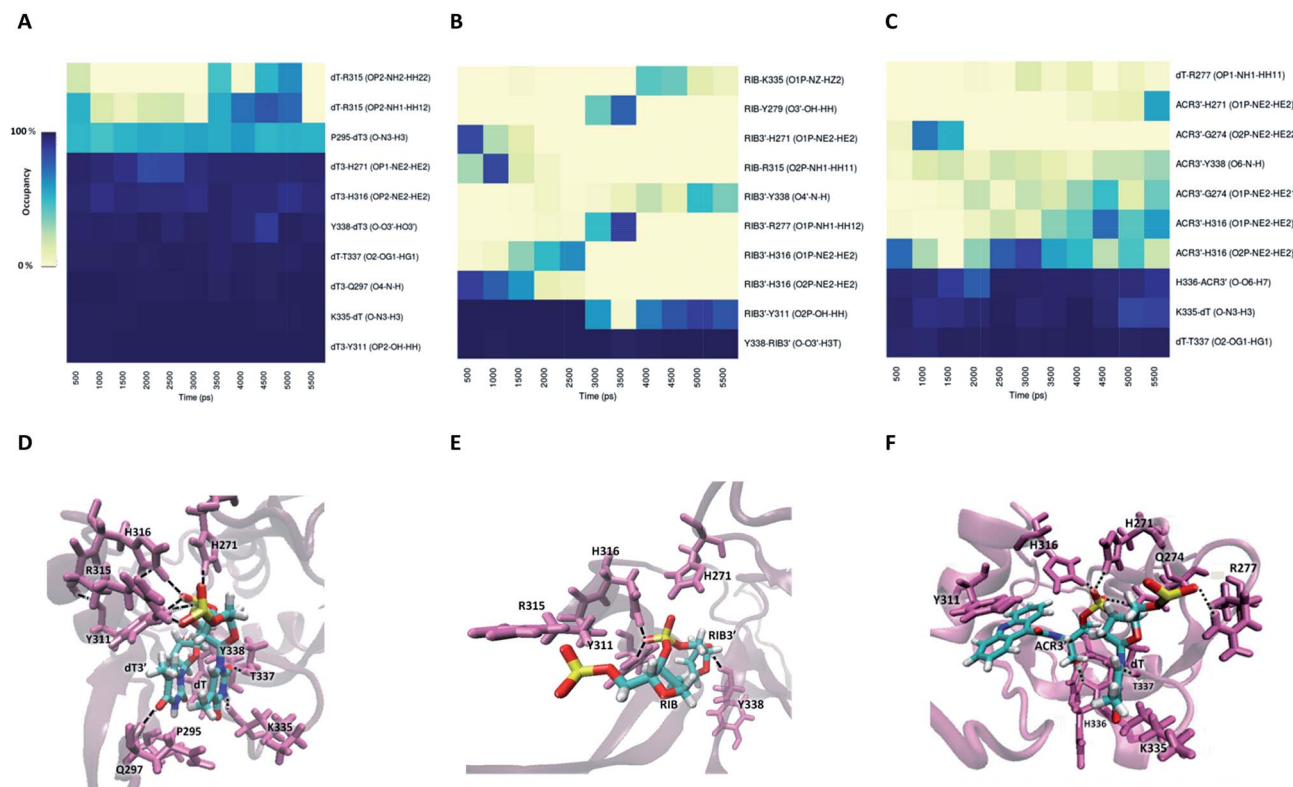 A
B
C
100 %
Occupancy
0 %
dT-R315 (OP2-NH2-HH22)
dT-R315 (OP2-NH1-HH12)
P295-dT3 (O-N3-H3)
dT3-H271 (OP1-NE2-HE2)
dT3-H316 (OP2-NE2-HE2)
Y338-dT3 (O-O3'-HO3')
dT-T337 (O2-OG1-HG1)
dT3-Q297 (O4-N-H)
K335-dT (O-N3-H3)
dT3-Y311 (OP2-OH-HH)
500
1000
1500
2000
2500
3000
3500
4000
4500
5000
5500
Time (ps)
RIB-K335 (O1P-NZ-HZ2)
RIB-Y279 (O3'-OH-HH)
RIB3'-H271 (O1P-NE2-HE2)
RIB-R315 (O2P-NH1-HH11)
RIB3'-Y338 (O4'-N-H)
RIB3'-R277 (O1P-NH1-HH12)
RIB3'-H316 (O1P-NE2-HE2)
RIB3'-H316 (O2P-NE2-HE2)
RIB3'-Y311 (O2P-OH-HH)
Y338-RIB3' (O-O3'-H3T)
500
1000
1500
2000
2500
3000
3500
4000
4500
5000
5500
Time (ps)
dT-R277 (OP1-NH1-HH11)
ACR3'-H271 (O1P-NE2-HE2)
ACR3'-G274 (O2P-NE2-HE22
ACR3'-Y338 (O6-N-H)
ACR3'-G274 (O1P-NE2-HE21
ACR3'-H316 (O1P-NE2-HE2)
ACR3'-H316 (O2P-NE2-HE2)
H336-ACR3' (O-O6-H7)
K335-dT (O-N3-H3)
dT-T337 (O2-OG1-HG1)
500
1000
1500
2000
2500
3000
3500
4000
4500
5000
5500
Time (ps)
D
E
F
H316
H271
R315
Y311
Y338
dT3'
dT
T337
P295
K335
Q297
H316
H271
R315
Y311
RIB3'
RIB
Y338
H271
H316
Q274
R277
Y311
ACR3'
dT
T337
H336
K335